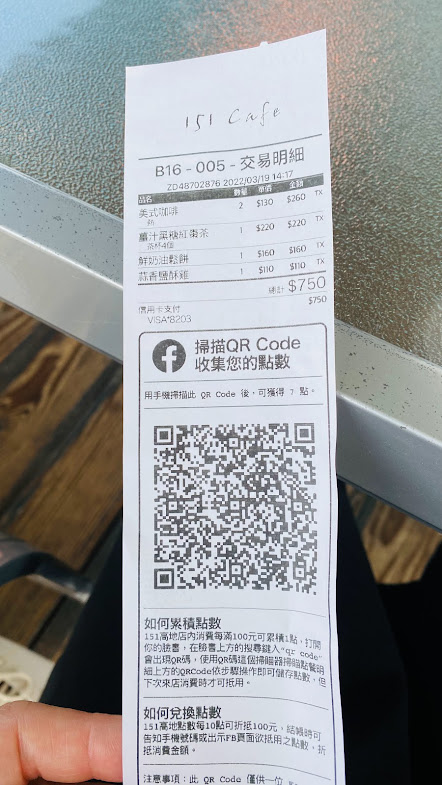 151 Cafe
B16 - 005 - 交易明細
ZD48702876 2022/03/19 14:17
品名 數量 單價 金額
美式咖啡 2 $130 $260 TX
熱
薑汁黑糖紅棗茶 1 $220 $220 TX
茶杯4個
鮮奶油鬆餅 1 $160 $160 TX
蒜香鹽酥雞 1 $110 $110 TX
總計 $750
信用卡支付 $750
VISA*8203
掃描QR Code
收集您的點數
用手機掃描此 QR Code 後,可獲得 7 點。
如何累積點數
151高地店內消費每滿100元可累積1點、打開
你的臉書,在臉書上方的搜尋鍵入"qr code"
會出現QR碼,使用QR碼這個掃瞄器掃瞄點餐明
細上方的QRCode依步驟操作即可儲存點數,但
下次來店消費時才可抵用。
如何兌換點數
151高地點數每10點可折抵100元,結帳時可
告知手機號碼或出示FB頁面欲抵用之點數,折
抵消費金額。
注意事項:此 QR Code 僅供一位